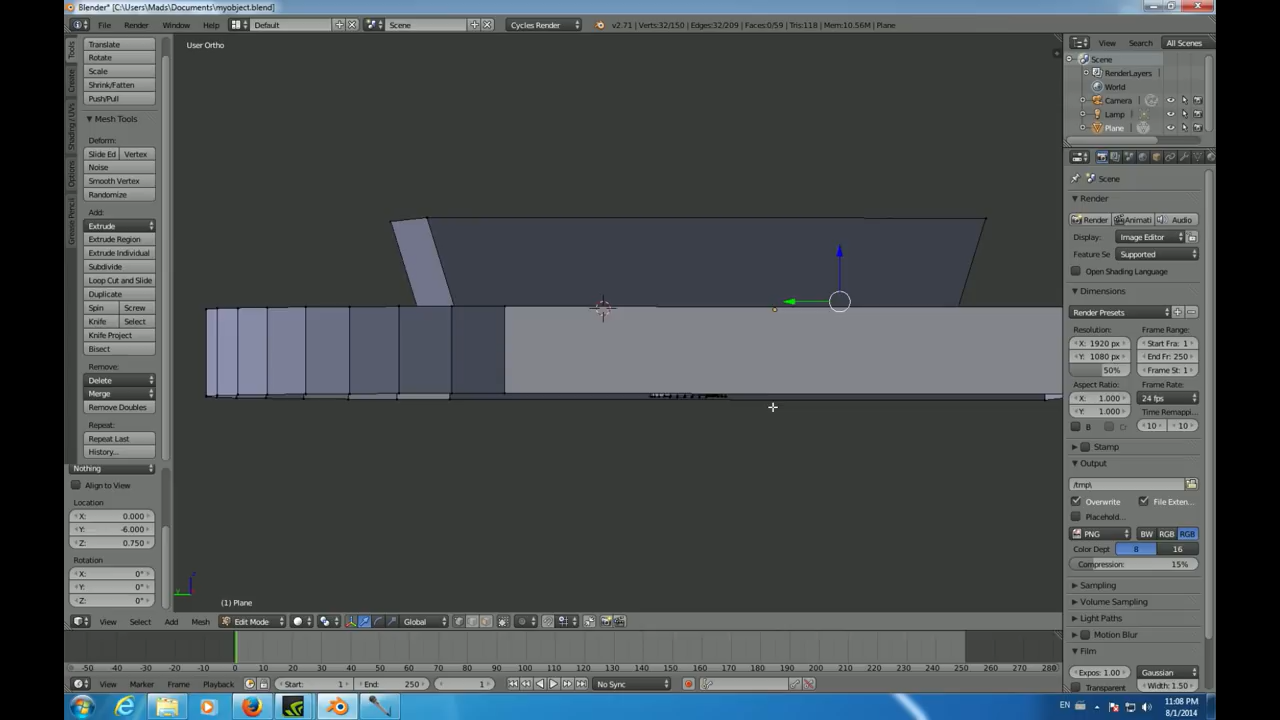 Blender* [C:\Users\Mads\Documents\myobject.blend]
File Render Window Help Default Scene Cycles Render v2.71 | Verts:32/150 | Edges:32/209 | Faces:0/59 | Tris:118 | Mem:10.56M | Plane
User Ortho
Tools
Create
Shading / UVs
Options
Grease Pencil
Translate
Rotate
Scale
Shrink/Fatten
Push/Pull
Mesh Tools
Deform:
Slide Ed Vertex
Noise
Smooth Vertex
Randomize
Add:
Extrude
Extrude Region
Extrude Individual
Subdivide
Loop Cut and Slide
Duplicate
Spin Screw
Knife Select
Knife Project
Bisect
Remove:
Delete
Merge
Remove Doubles
Repeat:
Repeat Last
History...
Nothing
Align to View
Location
X: 0.000
Y: -6.000
Z: 0.750
Rotation
X: 0°
Y: 0°
Z: 0°
z
y
(1) Plane
View Select Add Mesh Edit Mode Global
View Search All Scenes
Scene
RenderLayers
World
Camera
Lamp
Plane
Scene
Render
Render Animati Audio
Display: Image Editor
Feature Se Supported
Open Shading Language
Dimensions
Render Presets
Resolution: Frame Range:
X: 1920 px Start Fra: 1
Y: 1080 px End Fr: 250
50% Frame St: 1
Aspect Ratio: Frame Rate:
X: 1.000 24 fps
Y: 1.000 Time Remappi...
B Cr 10 10
Stamp
Output
/tmp\
Overwrite File Exten...
Placehold...
PNG BW RGB RGB
Color Dept 8 16
Compression: 15%
Sampling
Volume Sampling
Light Paths
Motion Blur
Film
Expos: 1.00 Gaussian
Transparent Width: 1.50
-50 -40 -30 -20 -10 0 10 20 30 40 50 60 70 80 90 100 110 120 130 140 150 160 170 180 190 200 210 220 230 240 250 260 270 280
View Marker Frame Playback Start: 1 End: 250 1 No Sync
EN 11:08 PM
8/1/2014